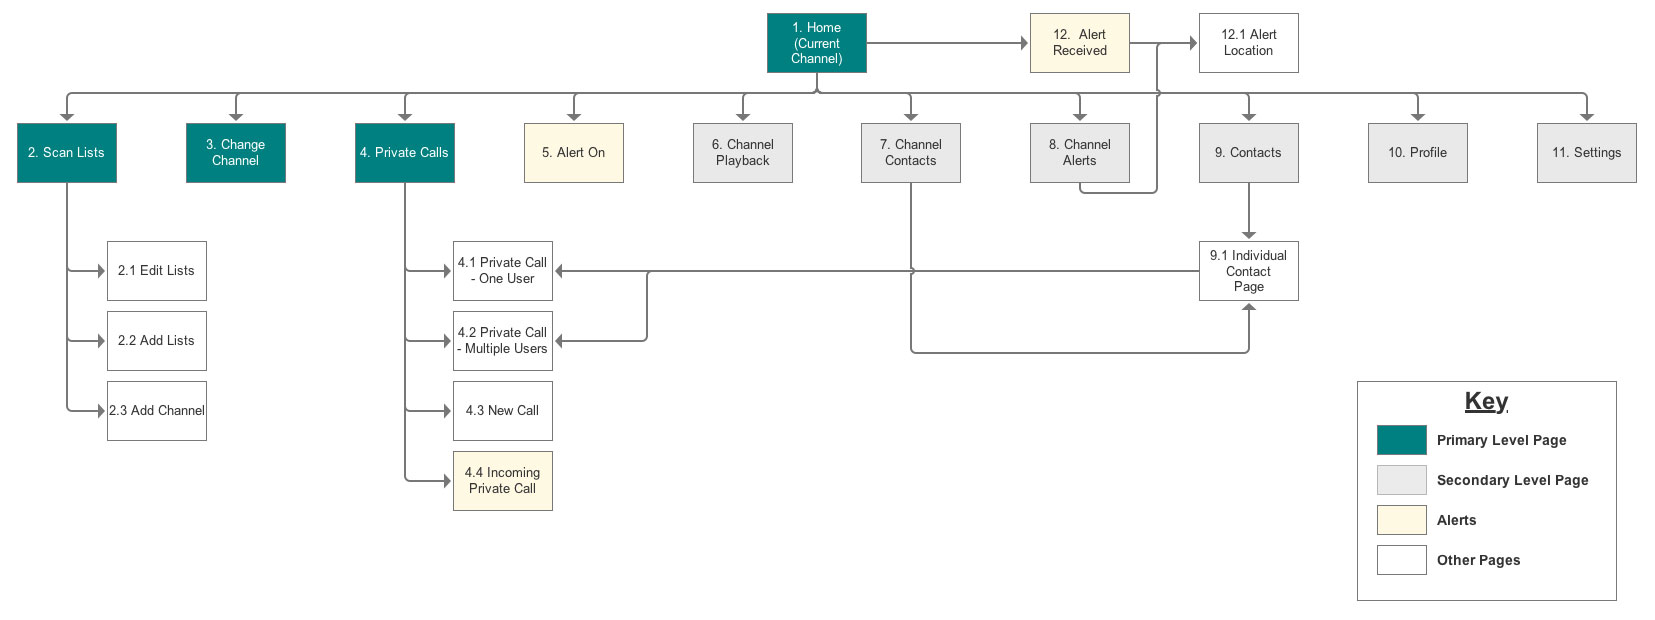 1. Home
(Current
Channel)
12.  Alert
Received
12.1 Alert
Location
2. Scan Lists
3. Change
Channel
4. Private Calls
5. Alert On
6. Channel
Playback
7. Channel
Contacts
8. Channel
Alerts
9. Contacts
10. Profile
11. Settings
2.1 Edit Lists
2.2 Add Lists
2.3 Add Channel
4.1 Private Call
- One User
4.2 Private Call
- Multiple Users
4.3 New Call
4.4 Incoming
Private Call
9.1 Individual
Contact
Page
Key
Primary Level Page
Secondary Level Page
Alerts
Other Pages